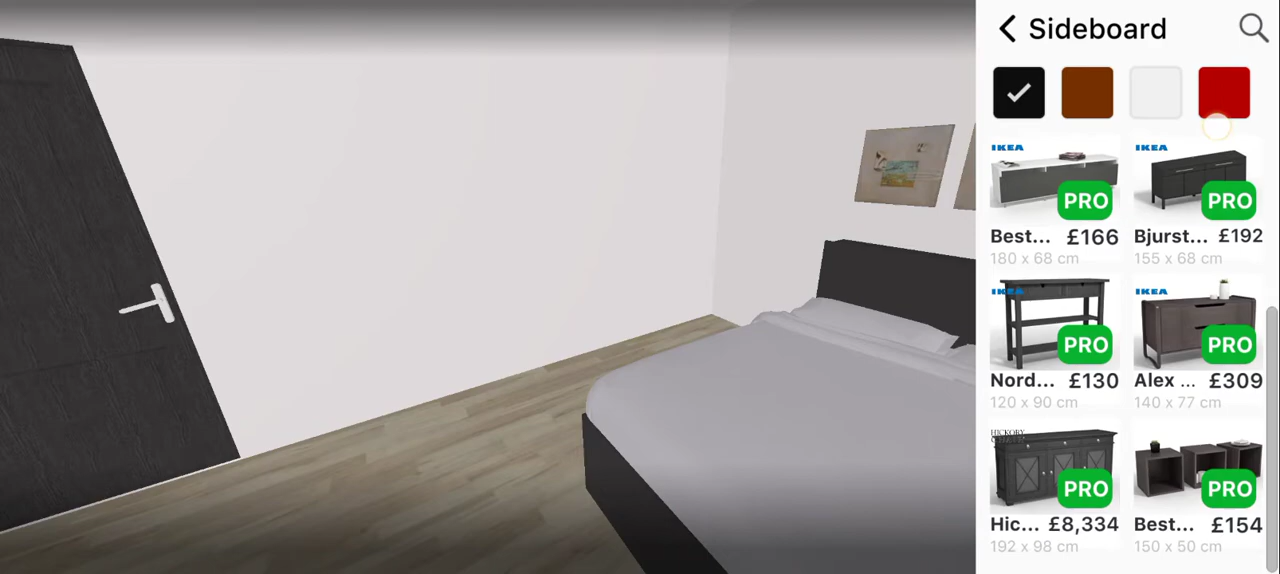 Sideboard
IKEA
IKEA
PRO
PRO
Best... £166
Bjurst... £192
180 x 68 cm
155 x 68 cm
IKEA
IKEA
PRO
PRO
Nord... £130
Alex ... £309
120 x 90 cm
140 x 77 cm
HICKORY
CHAIR
PRO
PRO
Hic... £8,334
Best... £154
192 x 98 cm
150 x 50 cm